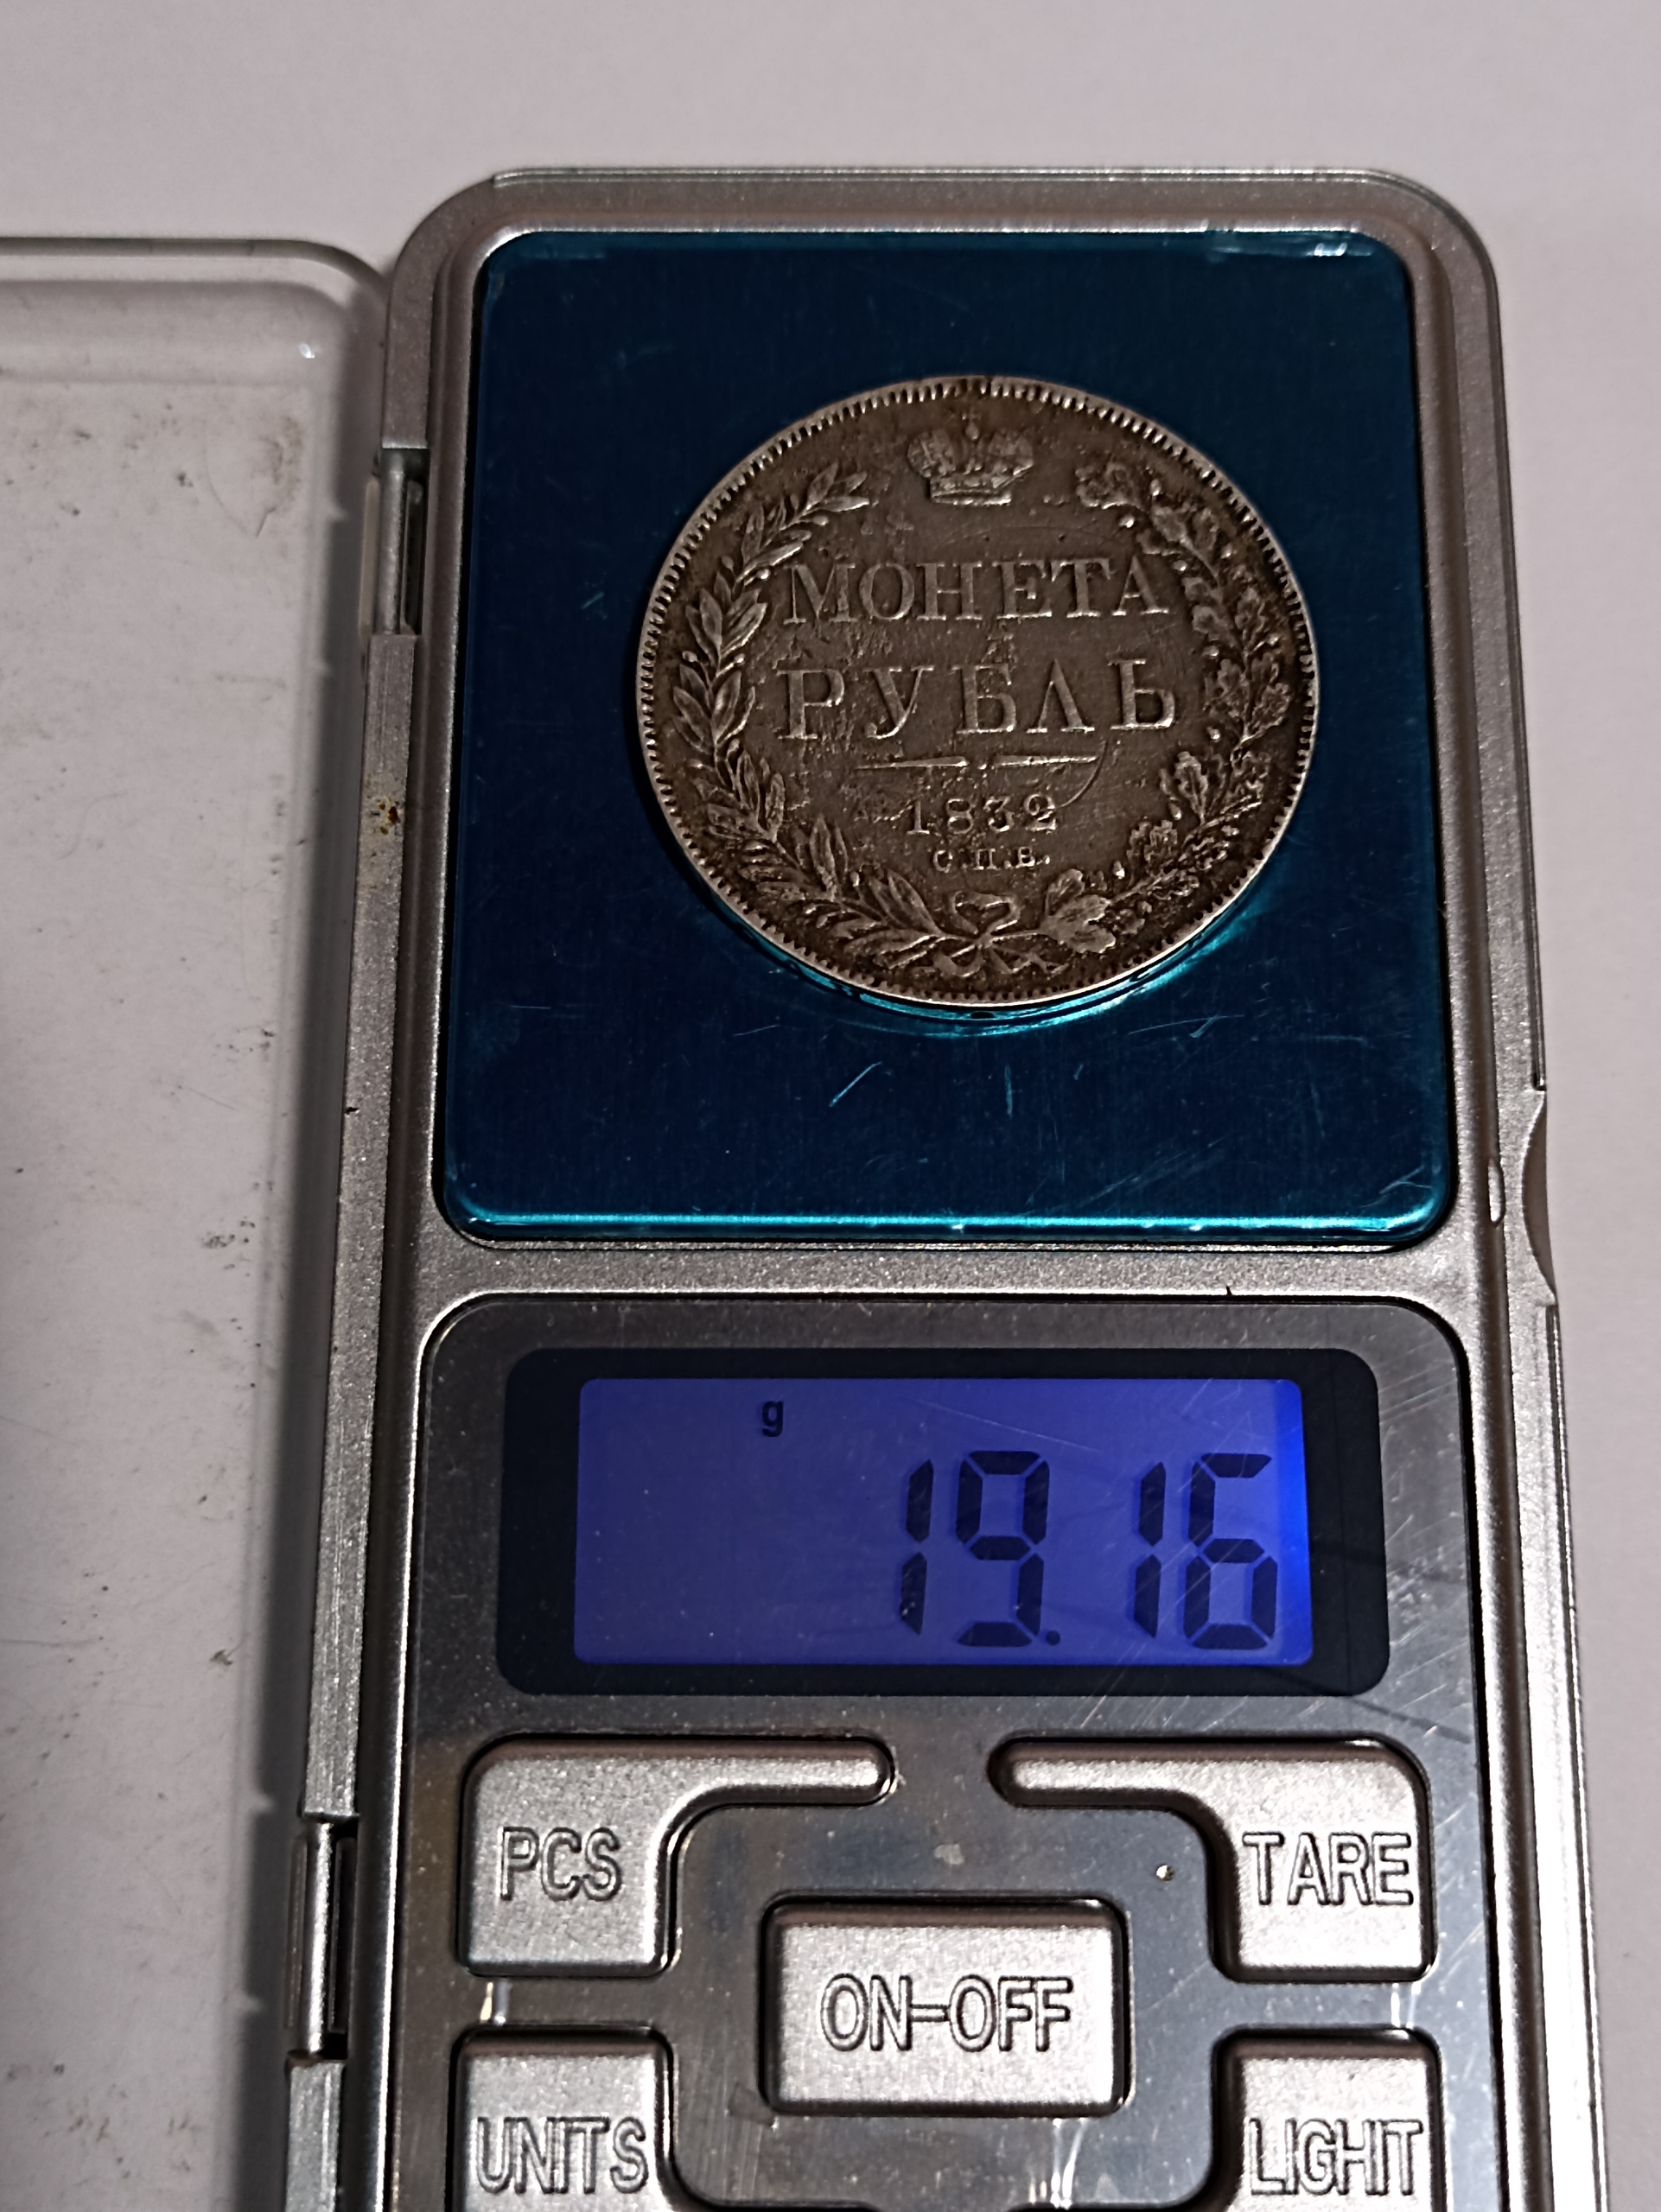 МОНЕТА
РУБЛЬ
1832
С.П.Б.
g
19.16
PCS
TARE
ON-OFF
UNITS
LIGHT